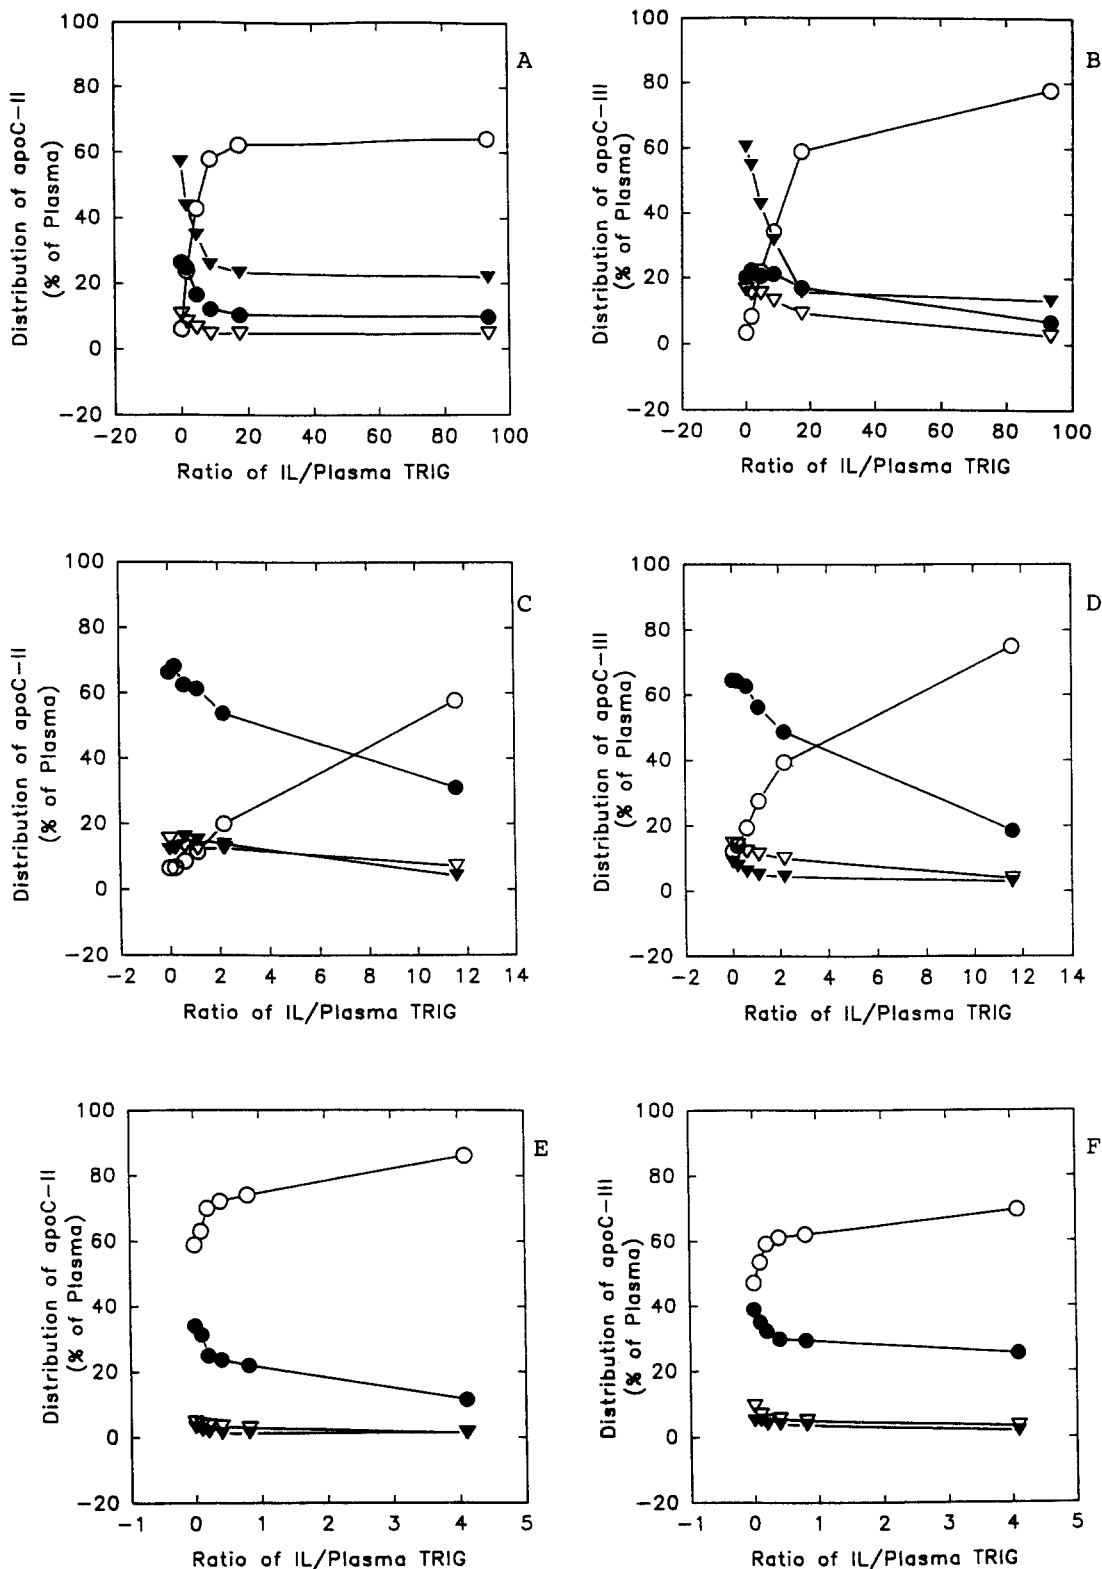 A
Distribution of apoC-II
(% of Plasma)
100
80
60
40
20
0
-20
-20 0 20 40 60 80 100
Ratio of IL/Plasma TRIG
B
Distribution of apoC-III
(% of Plasma)
100
80
60
40
20
0
-20
-20 0 20 40 60 80 100
Ratio of IL/Plasma TRIG
C
Distribution of apoC-II
(% of Plasma)
100
80
60
40
20
0
-20
-2 0 2 4 6 8 10 12 14
Ratio of IL/Plasma TRIG
D
Distribution of apoC-III
(% of Plasma)
100
80
60
40
20
0
-20
-2 0 2 4 6 8 10 12 14
Ratio of IL/Plasma TRIG
E
Distribution of apoC-II
(% of Plasma)
100
80
60
40
20
0
-20
-1 0 1 2 3 4 5
Ratio of IL/Plasma TRIG
F
Distribution of apoC-III
(% of Plasma)
100
80
60
40
20
0
-20
-1 0 1 2 3 4 5
Ratio of IL/Plasma TRIG